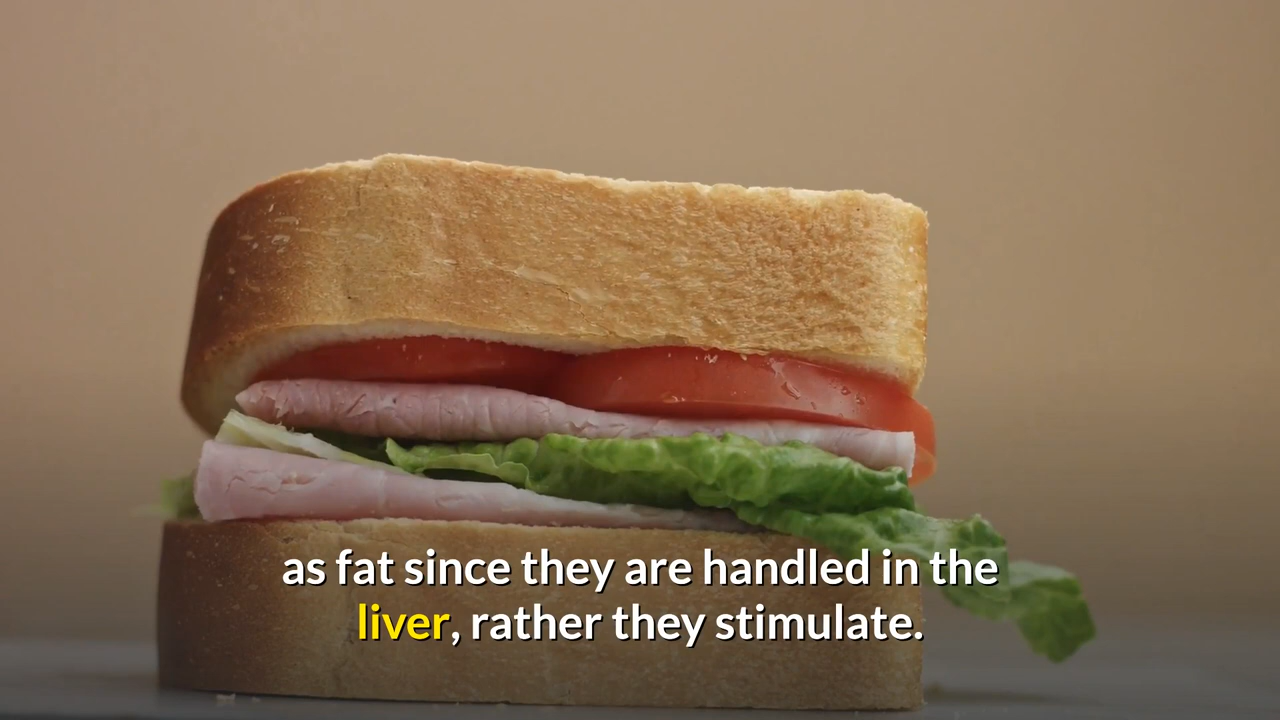 as fat since they are handled in the
liver, rather they stimulate.